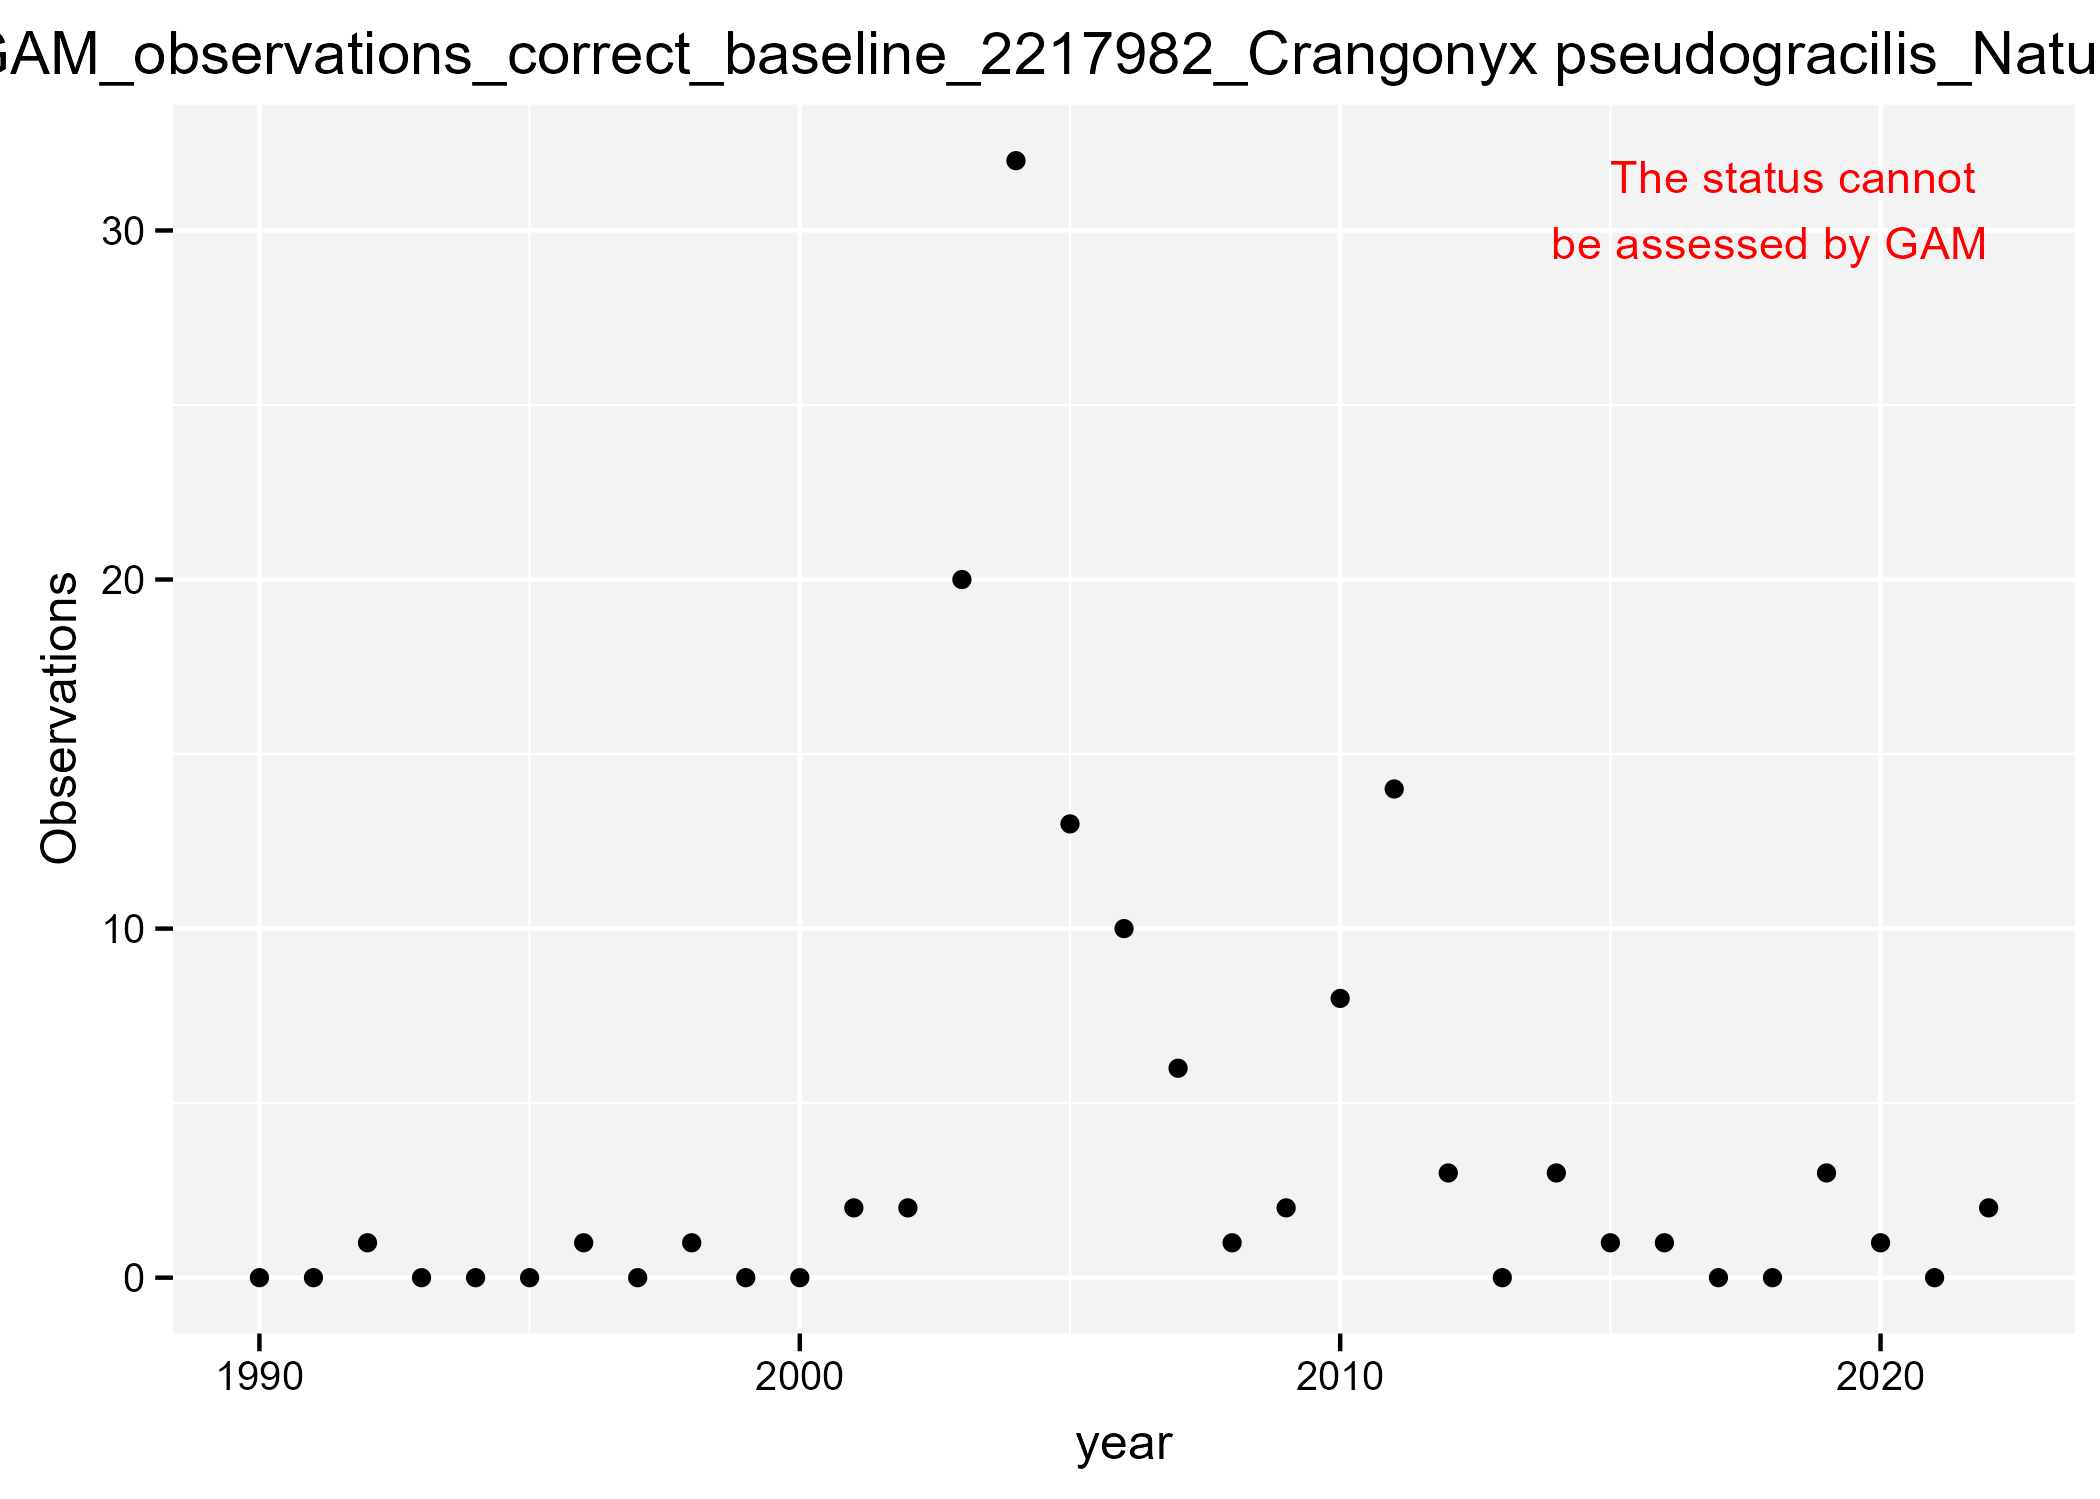 GAM_observations_correct_baseline_2217982_Crangonyx pseudogracilis_Natu
The status cannot
be assessed by GAM
30
20
10
0
Observations
1990
2000
2010
2020
year